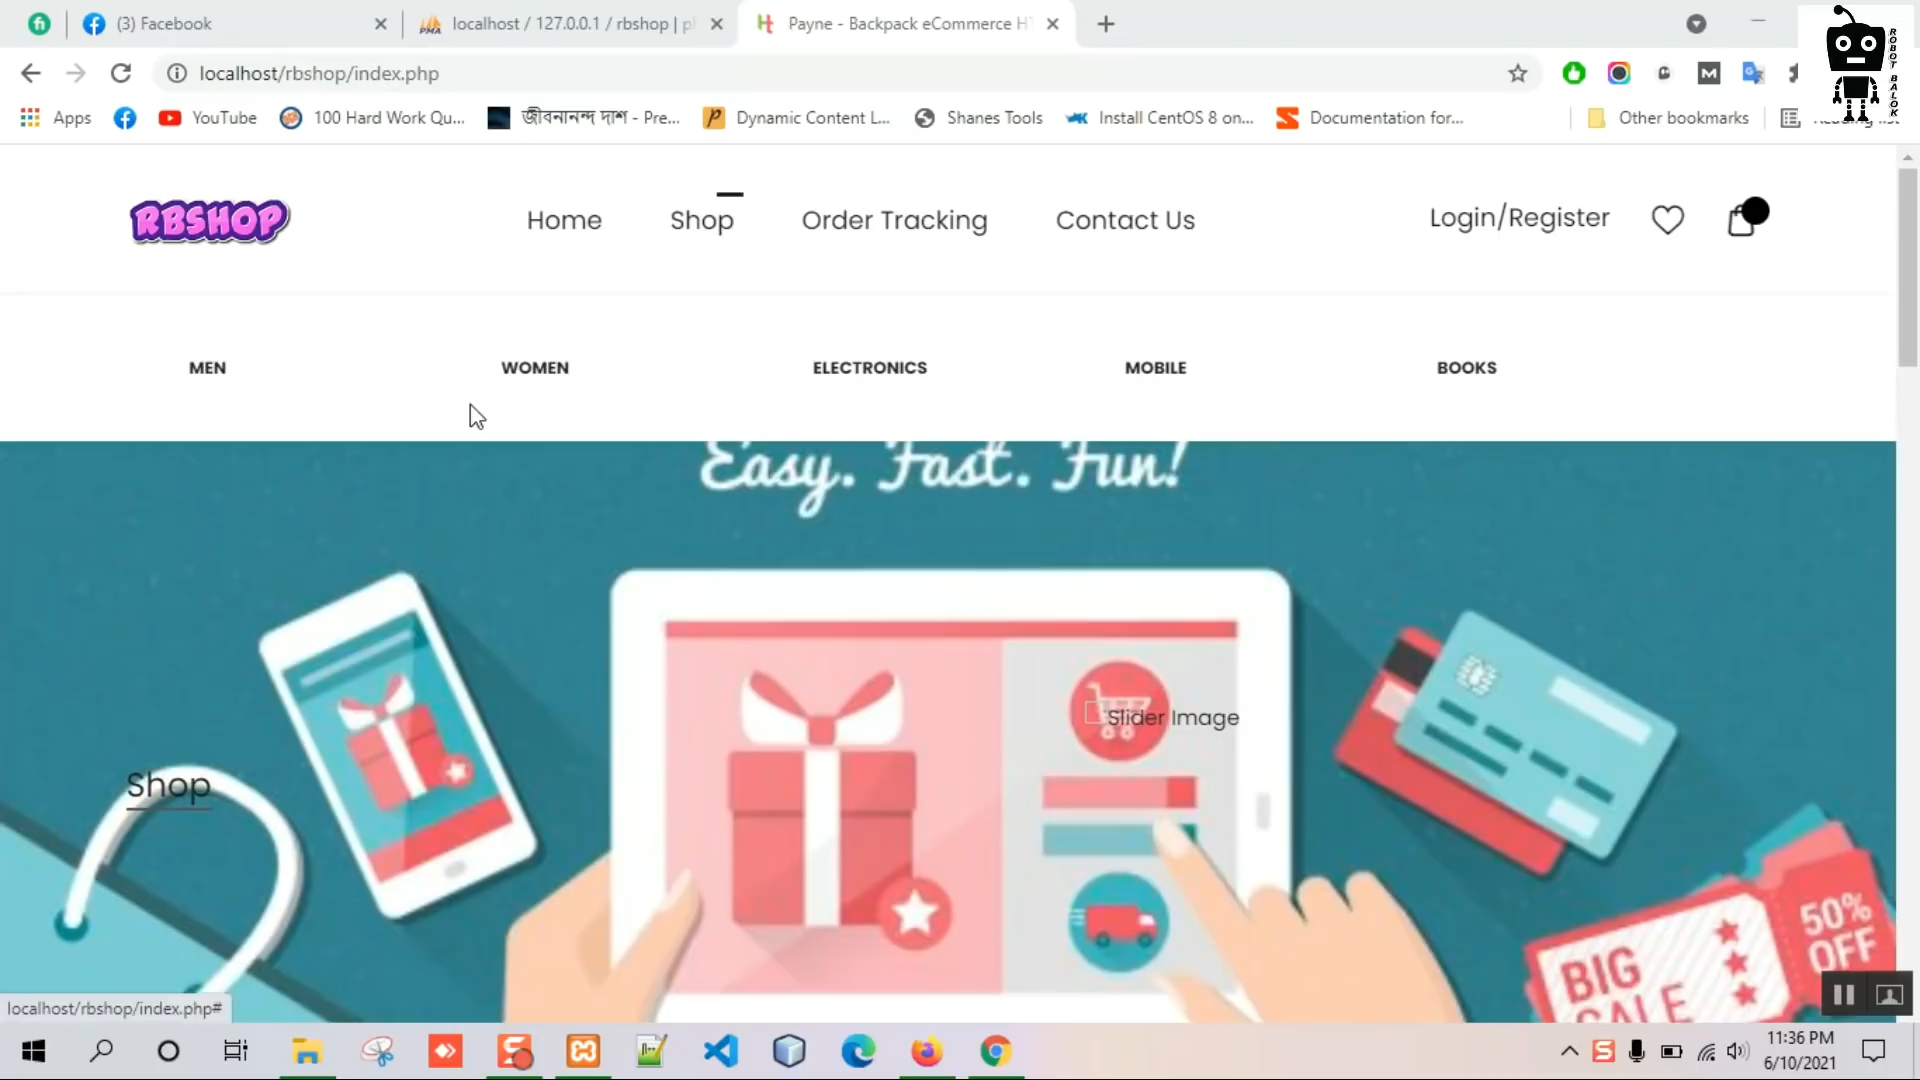 (3) Facebook
localhost / 127.0.0.1 / rbshop | p
Payne - Backpack eCommerce
localhost/rbshop/index.php
ROBOT BALOK
Apps
YouTube
100 Hard Work Qu...
জীবনানন্দ দাশ - Pre...
Dynamic Content L...
Shanes Tools
Install CentOS 8 on...
Documentation for...
Other bookmarks
RBSHOP
Home
Shop
Order Tracking
Contact Us
Login/Register
MEN
WOMEN
ELECTRONICS
MOBILE
BOOKS
Easy. Fast. Fun!
Slider Image
Shop
50%
OFF
BIG
SALE
localhost/rbshop/index.php#
11:36 PM
6/10/2021